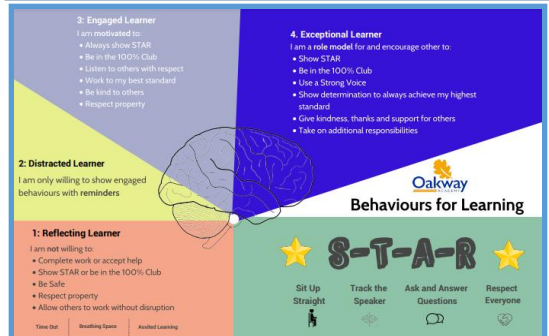 3: Engaged Learner
I am motivated to:
• Always show STAR
• Be in the 100% Club
• Listen to others with respect
• Work to my best standard
• Be kind to others
• Respect property
4. Exceptional Learner
I am a role model for and encourage other to:
• Show STAR
• Be in the 100% Club
• Use a Strong Voice
• Show determination to always achieve my highest
standard
• Give kindness, thanks and support for others
• Take on additional responsibilities
2: Distracted Learner
I am only willing to show engaged
behaviours with reminders
Oakway
ACADEMY
Behaviours for Learning
1: Reflecting Learner
I am not willing to:
• Complete work or accept help
• Show STAR or be in the 100% Club
• Be Safe
• Respect property
• Allow others to work without disruption
Time Out
Breathing Space
Austed Learning
S-T-A-R
Sit Up
Straight
Track the
Speaker
Ask and Answer
Questions
Respect
Everyone